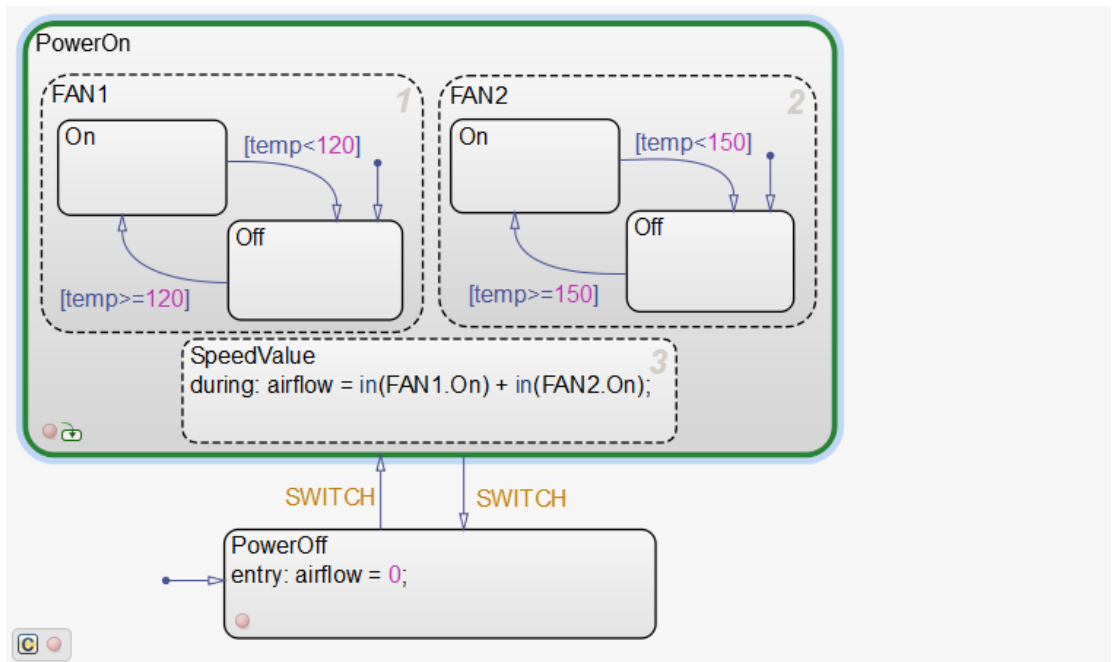 PowerOn
FAN1
1
On
[temp<120]
Off
[temp>=120]
FAN2
2
On
[temp<150]
Off
[temp>=150]
SpeedValue
3
during: airflow = in(FAN1.On) + in(FAN2.On);
SWITCH
SWITCH
PowerOff
entry: airflow = 0;
C